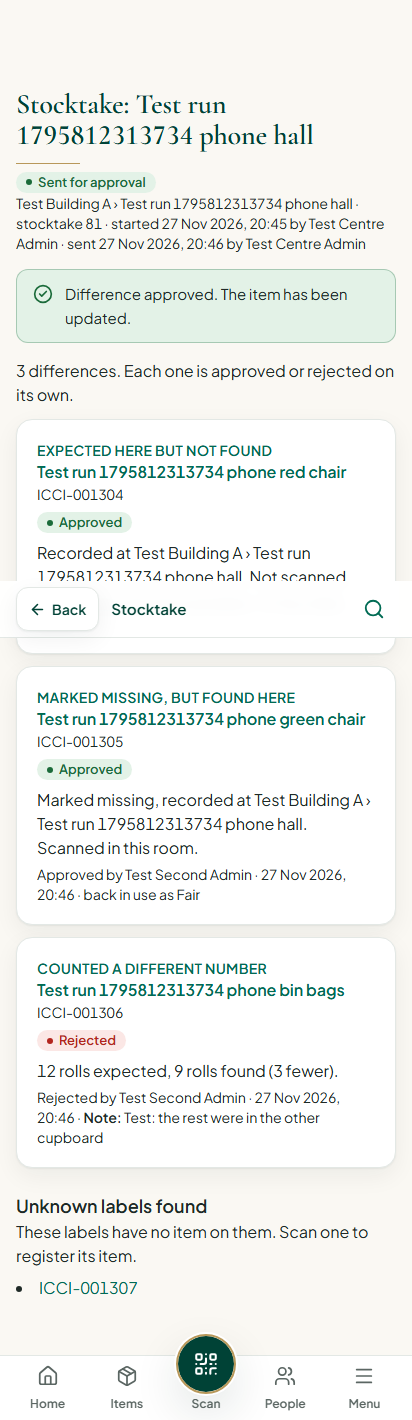 Stocktake: Test run
1795812313734 phone hall
Sent for approval
Test Building A › Test run 1795812313734 phone hall ·
stocktake 81 · started 27 Nov 2026, 20:45 by Test Centre
Admin · sent 27 Nov 2026, 20:46 by Test Centre Admin
Difference approved. The item has been
updated.
3 differences. Each one is approved or rejected on
its own.
EXPECTED HERE BUT NOT FOUND
Test run 1795812313734 phone red chair
ICCI-001304
Approved
Recorded at Test Building A › Test run
1795812313734 phone hall. Not scanned
Back
Stocktake
MARKED MISSING, BUT FOUND HERE
Test run 1795812313734 phone green chair
ICCI-001305
Approved
Marked missing, recorded at Test Building A ›
Test run 1795812313734 phone hall.
Scanned in this room.
Approved by Test Second Admin · 27 Nov 2026,
20:46 · back in use as Fair
COUNTED A DIFFERENT NUMBER
Test run 1795812313734 phone bin bags
ICCI-001306
Rejected
12 rolls expected, 9 rolls found (3 fewer).
Rejected by Test Second Admin · 27 Nov 2026,
20:46 · Note: Test: the rest were in the other
cupboard
Unknown labels found
These labels have no item on them. Scan one to
register its item.
ICCI-001307
Home
Items
Scan
People
Menu